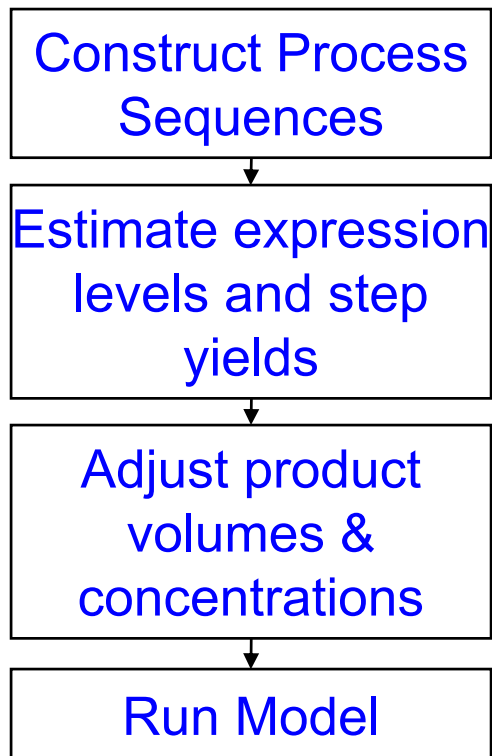 Construct Process
Sequences
Estimate expression
levels and step
yields
Adjust product
volumes &
concentrations
Run Model